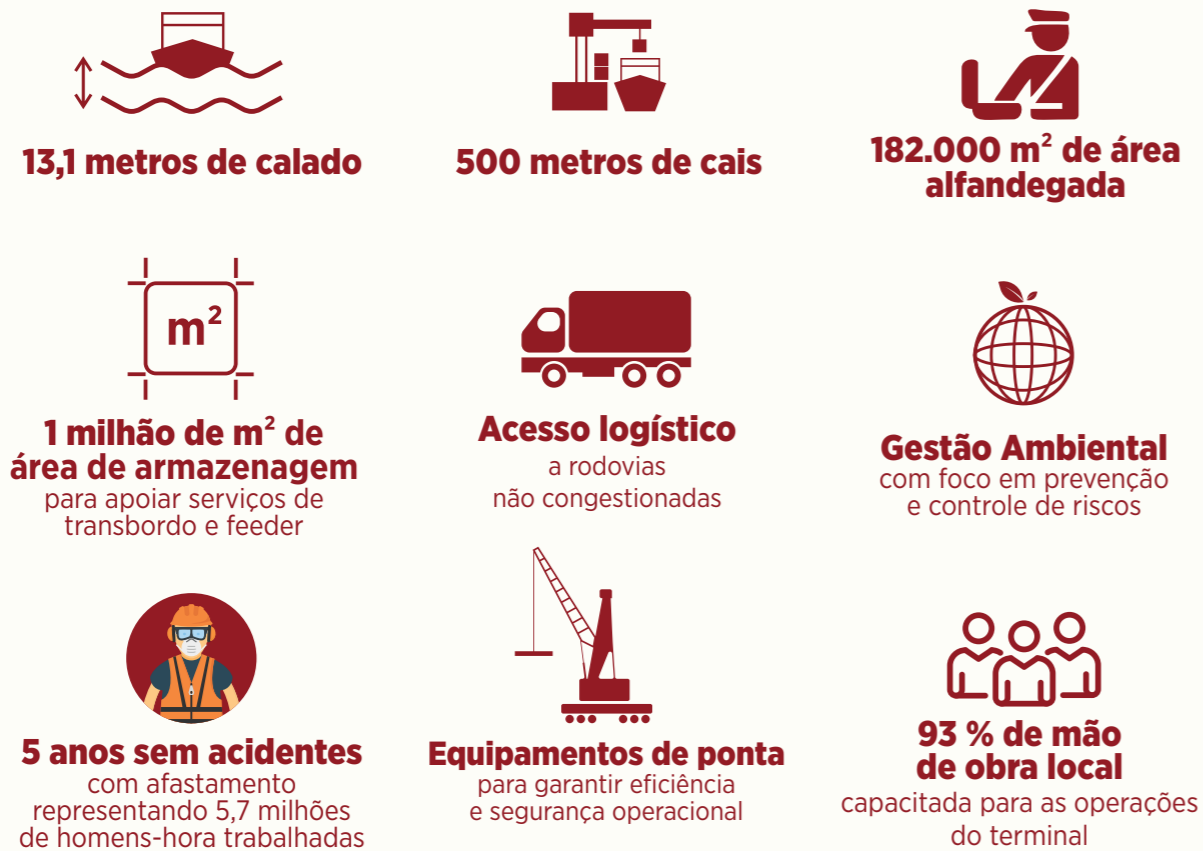 13,1 metros de calado
500 metros de cais
182.000 m² de área
alfandegada
m²
1 milhão de m² de
área de armazenagem
para apoiar serviços de
transbordo e feeder
Acesso logístico
a rodovias
não congestionadas
Gestão Ambiental
com foco em prevenção
e controle de riscos
5 anos sem acidentes
com afastamento
representando 5,7 milhões
de homens-hora trabalhadas
Equipamentos de ponta
para garantir eficiência
e segurança operacional
93 % de mão
de obra local
capacitada para as operações
do terminal